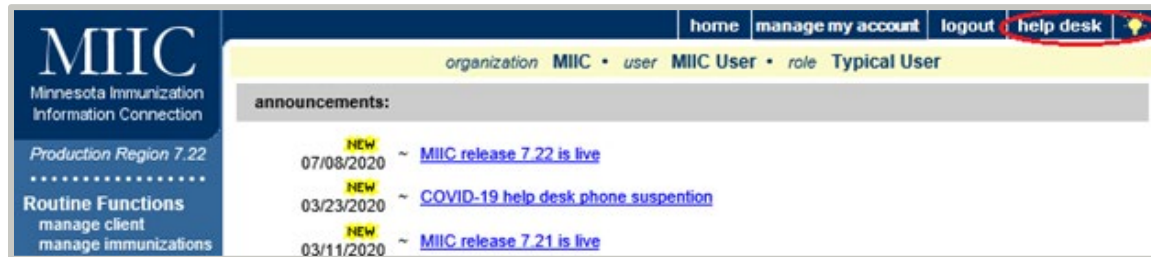 home manage my account logout help desk
MIIC
Minnesota Immunization
Information Connection
Production Region 7.22
Routine Functions
manage client
manage immunizations
organization MIIC • user MIIC User • role Typical User
announcements:
NEW
07/08/2020 ~ MIIC release 7.22 is live
NEW
03/23/2020 ~ COVID-19 help desk phone suspention
NEW
03/11/2020 ~ MIIC release 7.21 is live